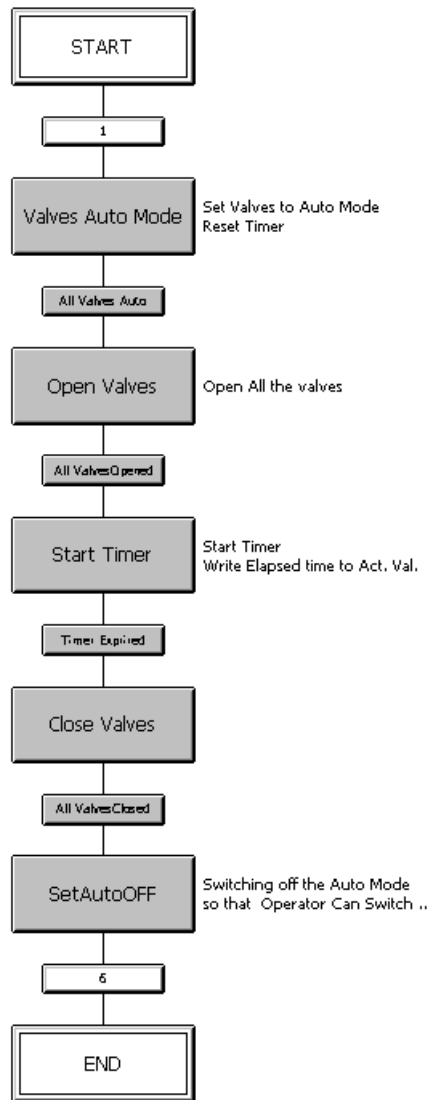 START
1
Valves Auto Mode
Set Valves to Auto Mode
Reset Timer
All Valves Auto
Open Valves
Open All the valves
All ValvesOpened
Start Timer
Start Timer
Write Elapsed time to Act. Val.
Timer Expired
Close Valves
All ValvesClosed
SetAutoOFF
Switching off the Auto Mode
so that Operator Can Switch ..
6
END